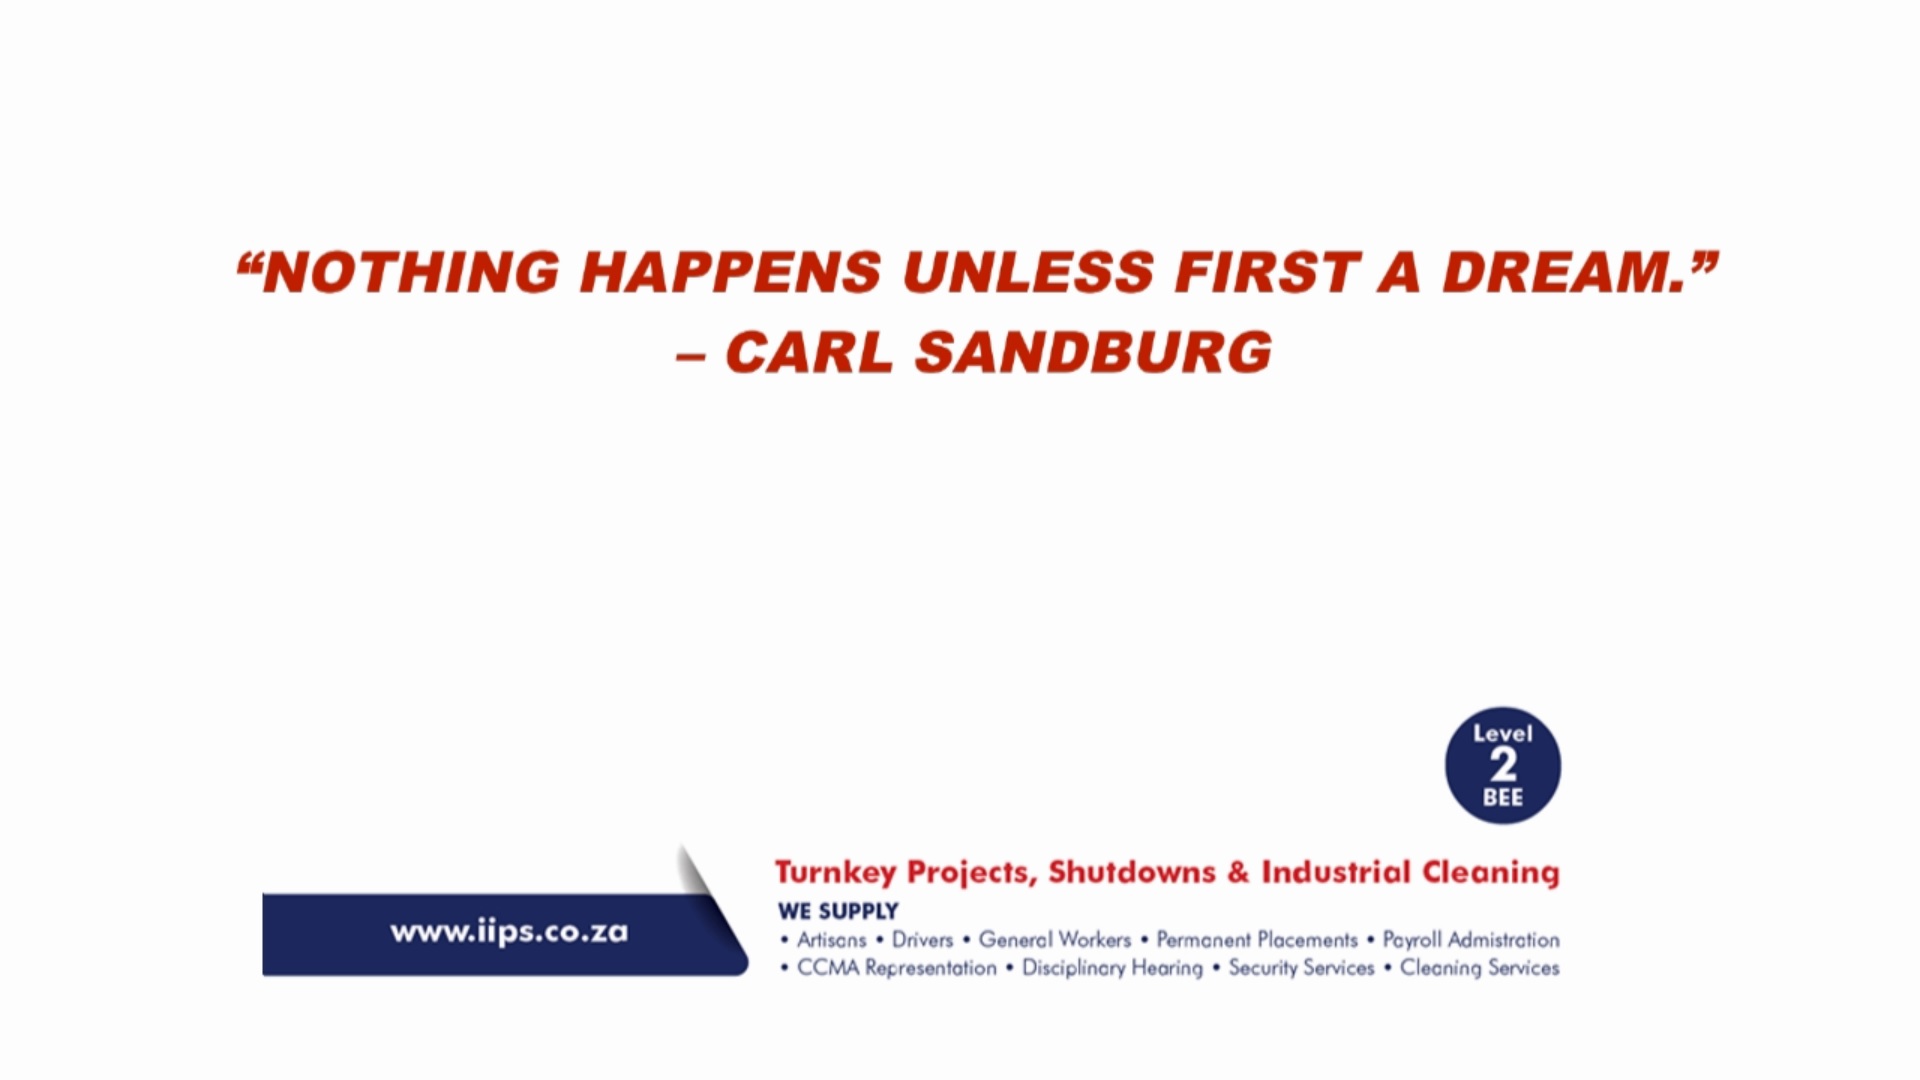 “NOTHING HAPPENS UNLESS FIRST A DREAM.”
– CARL SANDBURG
Level
2
BEE
Turnkey Projects, Shutdowns & Industrial Cleaning
www.iips.co.za
WE SUPPLY
• Artisans • Drivers • General Workers • Permanent Placements • Payroll Admistration
• CCMA Representation • Disciplinary Hearing • Security Services • Cleaning Services